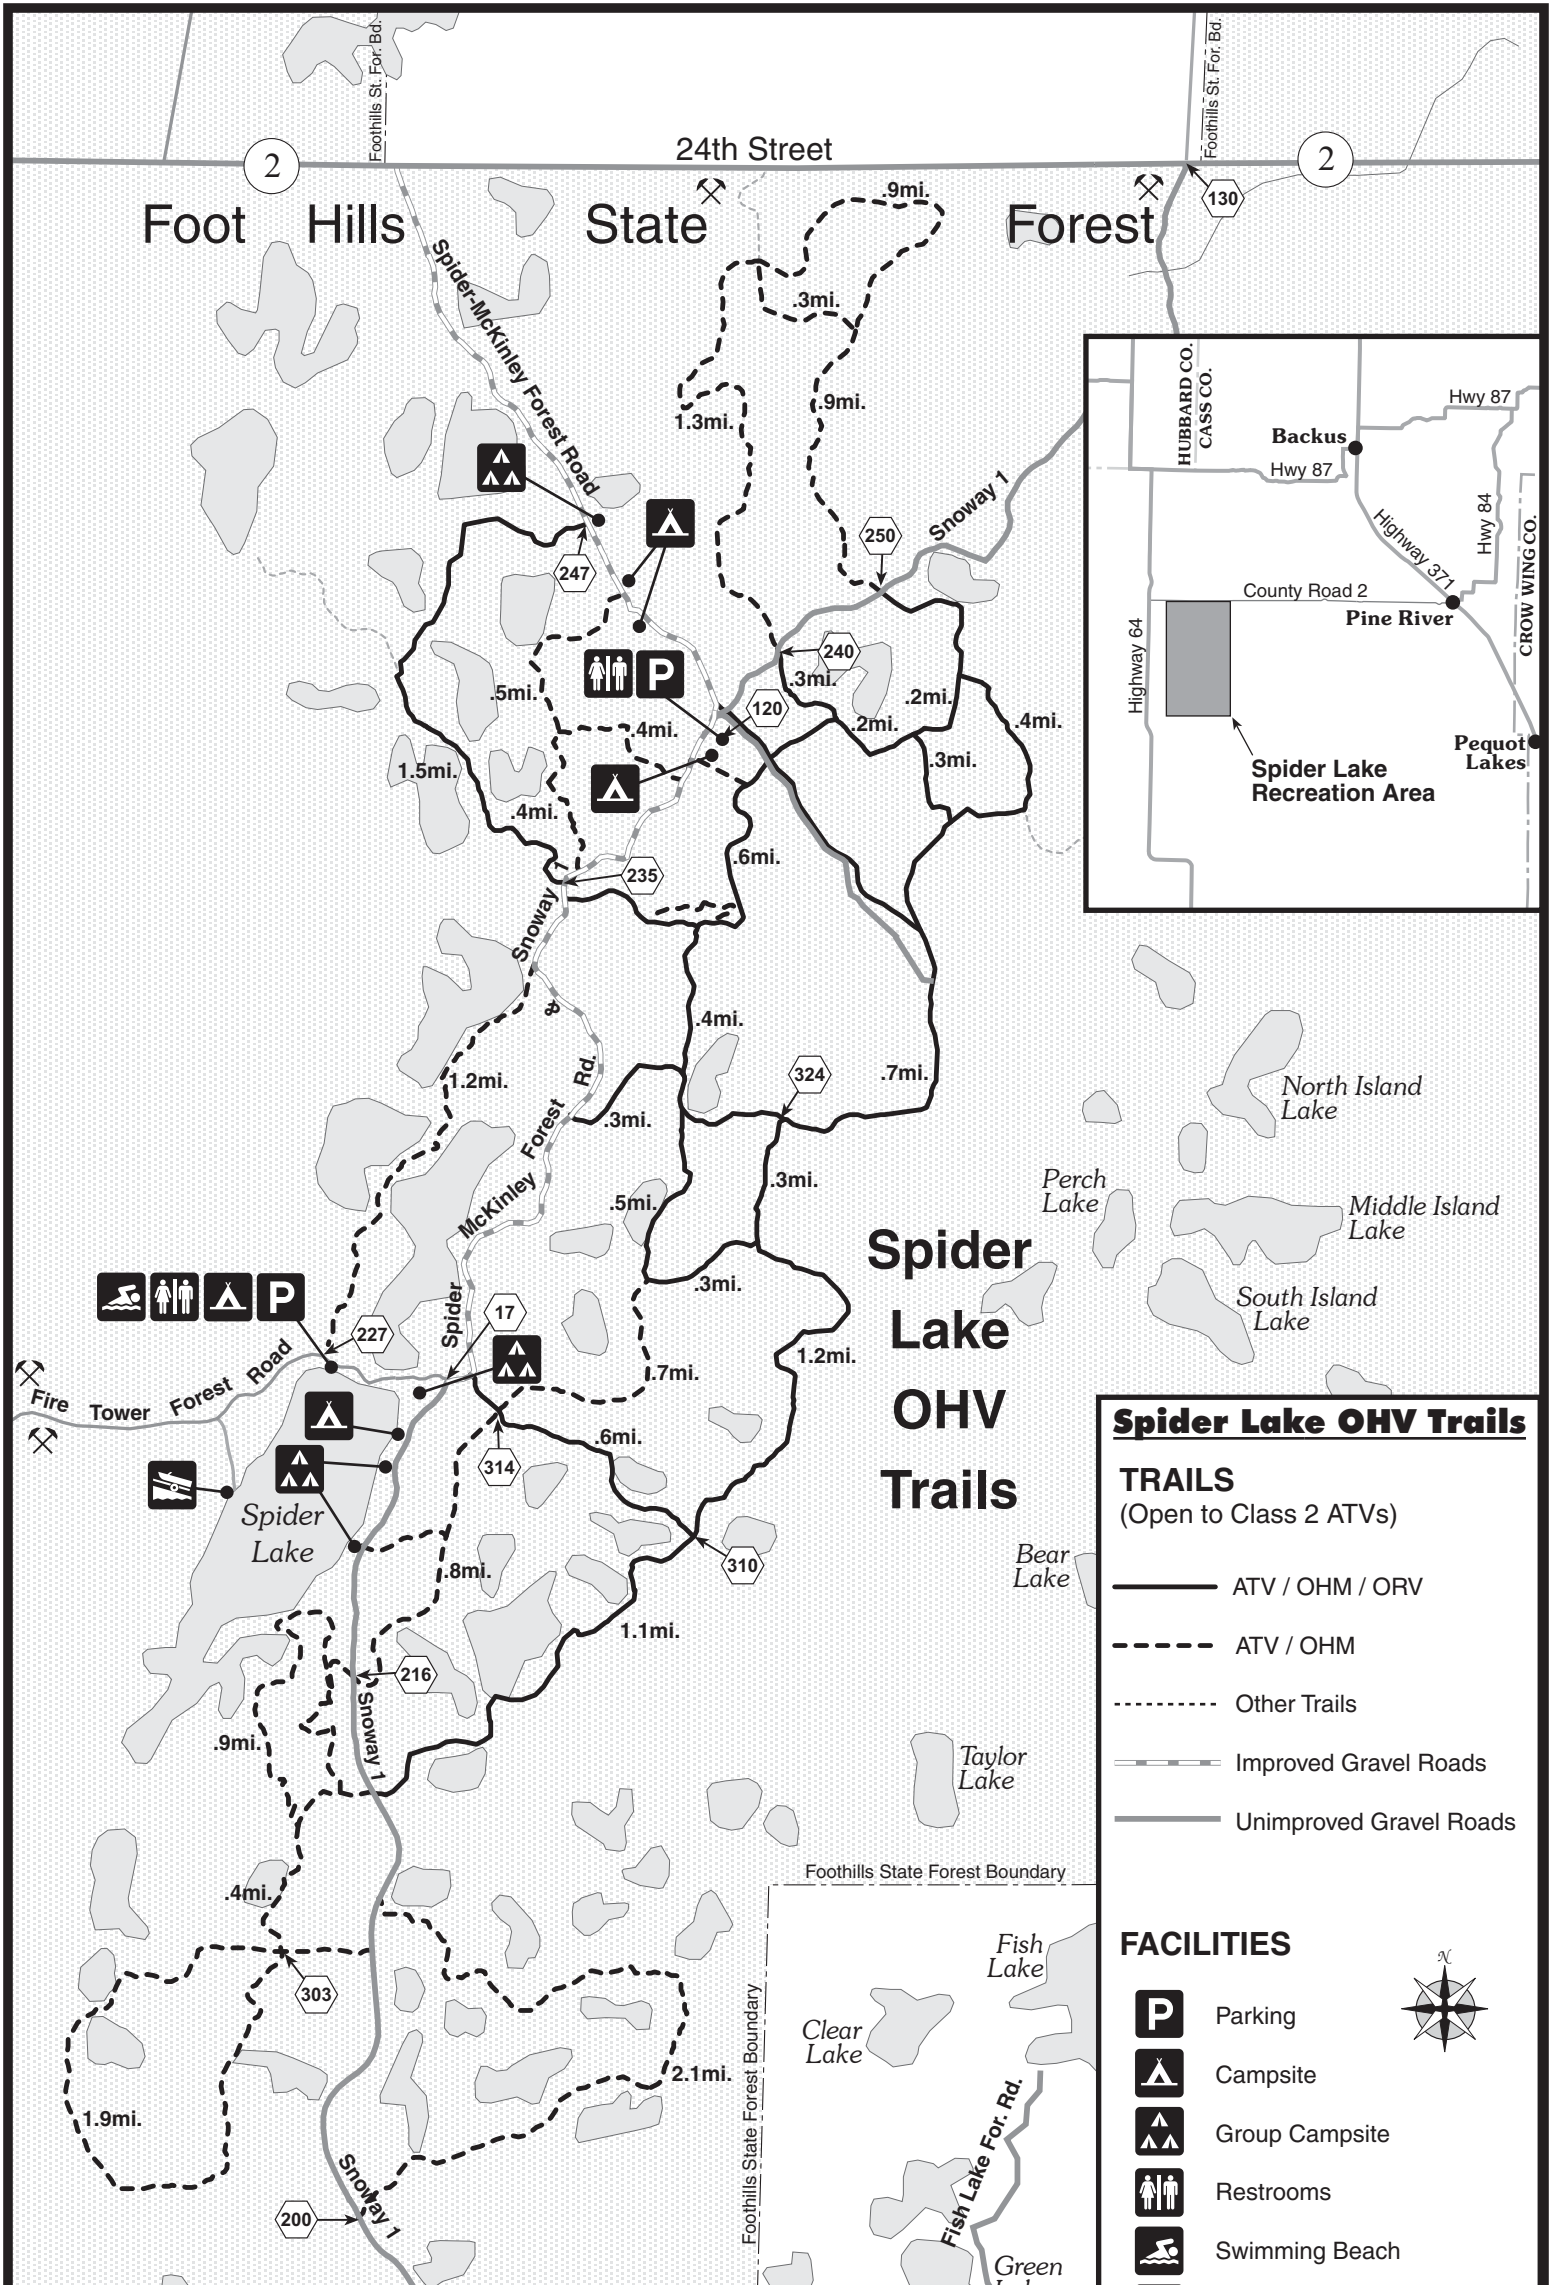 Foothills St. For. Bd.
Foothills St. For. Bd.
24th Street
2
2
130
Foot Hills State Forest
.9mi.
Spider-McKinley Forest Road
.3mi.
1.3mi.
.9mi.
Snoway 1
250
247
240
.3mi.
.5mi.
.2mi.
P
120
.2mi.
.4mi.
.4mi.
.3mi.
1.5mi.
.4mi.
.6mi.
235
Snoway 1
&
.4mi.
1.2mi.
324
.7mi.
.3mi.
Spider McKinley Forest Rd.
.3mi.
.5mi.
.3mi.
P
227
17
1.2mi.
.7mi.
Fire Tower Forest Road
.6mi.
314
Spider
Lake
310
.8mi.
1.1mi.
216
Snoway 1
.9mi.
.4mi.
303
2.1mi.
1.9mi.
Snoway 1
200
HUBBARD CO.
CASS CO.
Hwy 87
Backus
Hwy 87
Hwy 84
Highway 371
CROW WING CO.
County Road 2
Pine River
Highway 64
Pequot
Lakes
Spider Lake
Recreation Area
North Island
Lake
Perch
Lake
Middle Island
Lake
South Island
Lake
Spider
Lake
OHV
Trails
Bear
Lake
Taylor
Lake
Foothills State Forest Boundary
Foothills State Forest Boundary
Foothills State Forest Boundary
Fish
Lake
Clear
Lake
Fish Lake For. Rd.
Green
Spider Lake OHV Trails
TRAILS
(Open to Class 2 ATVs)
ATV / OHM / ORV
ATV / OHM
Other Trails
Improved Gravel Roads
Unimproved Gravel Roads
FACILITIES
N
P Parking
Campsite
Group Campsite
Restrooms
Swimming Beach